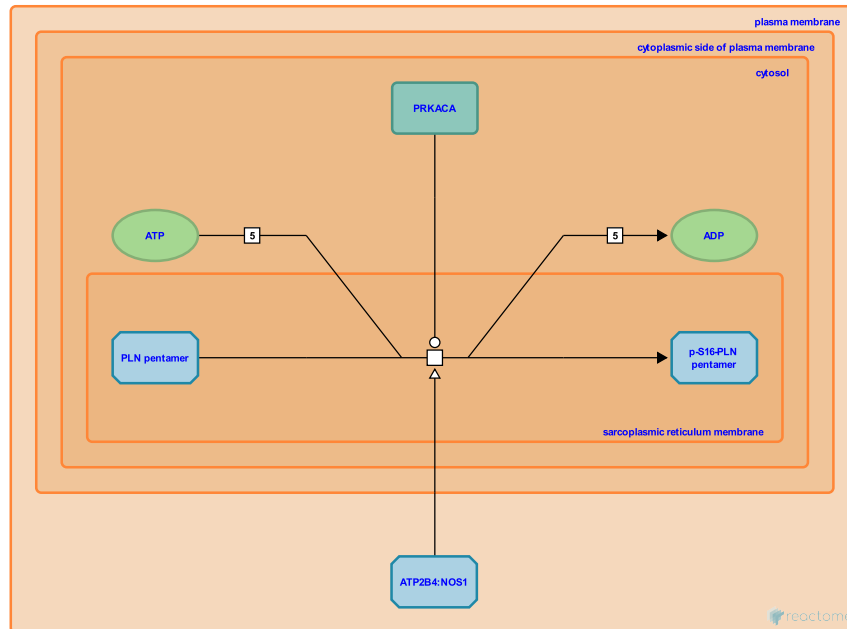 plasma membrane
cytoplasmic side of plasma membrane
cytosol
PRKACA
ATP
5
5
ADP
PLN pentamer
p-S16-PLN
pentamer
sarcoplasmic reticulum membrane
ATP2B4:NOS1
reactome